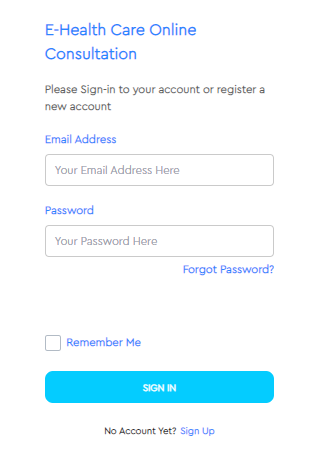 E-Health Care Online
Consultation
Please Sign-in to your account or register a
new account
Email Address
Your Email Address Here
Password
Your Password Here
Forgot Password?
Remember Me
SIGN IN
No Account Yet? Sign Up